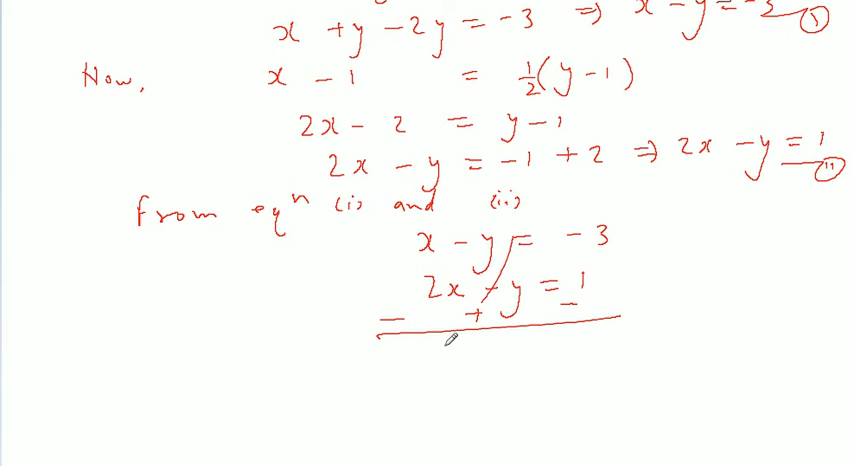 x + y - 2y = -3 ⇒ x - y = -3 (i)
Now, x - 1 = 1/2 (y - 1)
2x - 2 = y - 1
2x - y = -1 + 2 ⇒ 2x - y = 1 (ii)
From eqn (i) and (ii)
x - y = -3
2x - y = 1
- + -